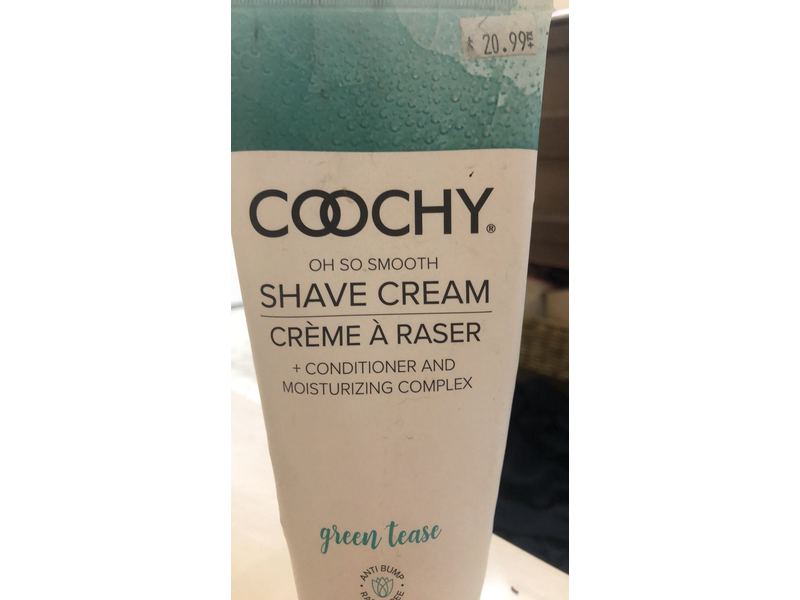 $ 20.99
COOCHY®
OH SO SMOOTH
SHAVE CREAM
CRÈME À RASER
+ CONDITIONER AND
MOISTURIZING COMPLEX
green tease
ANTI BUMP